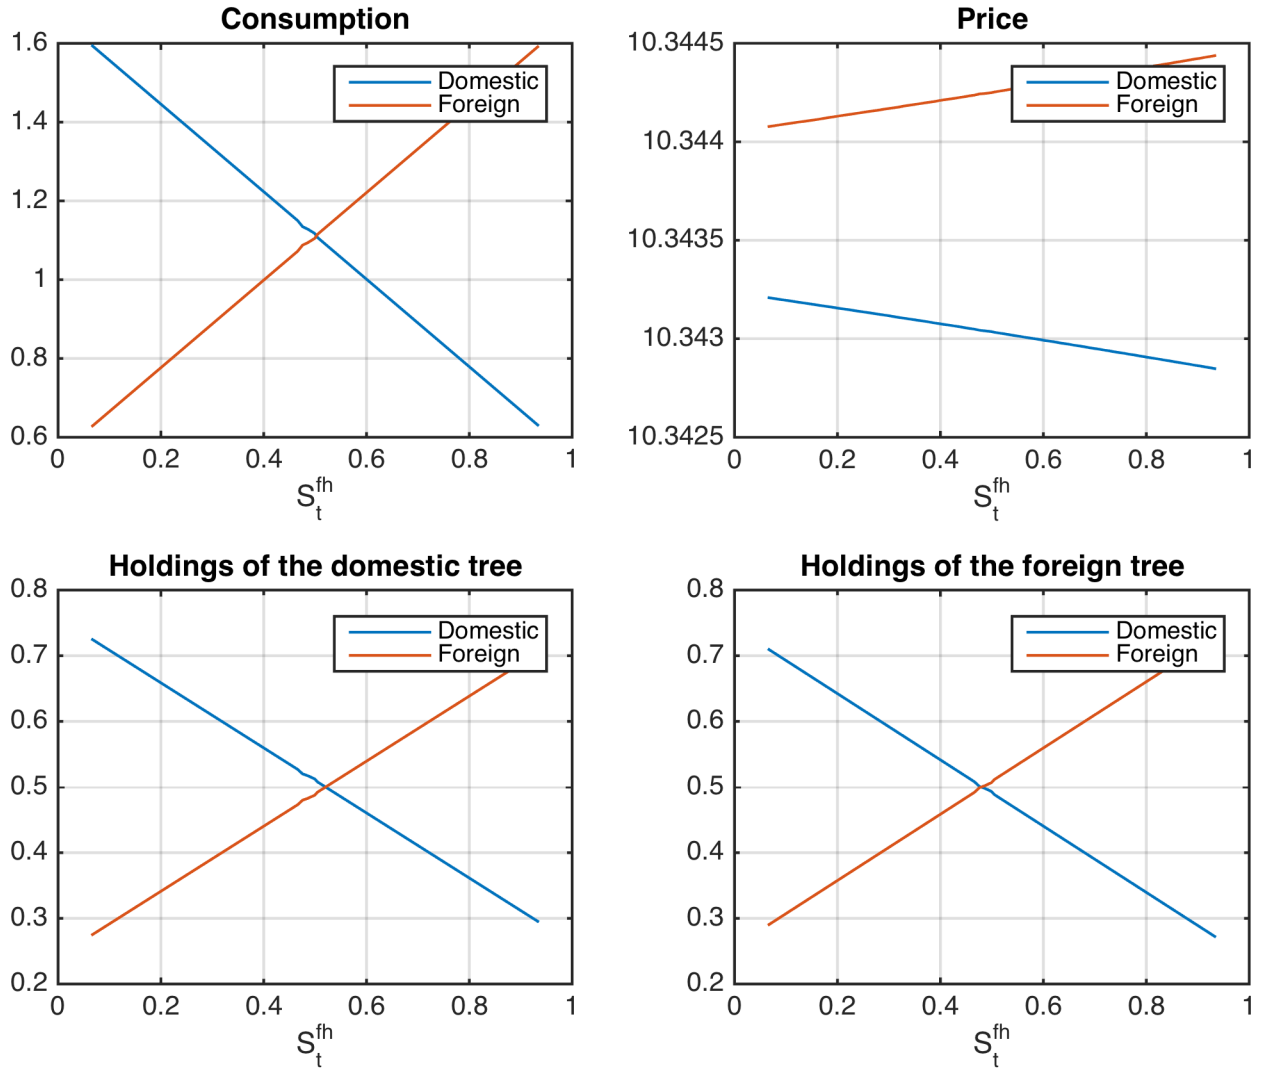 Consumption
1.6
1.4
1.2
1
0.8
0.6
0 0.2 0.4 0.6 0.8 1
S_t^fh
Domestic
Foreign
Price
10.3445
10.344
10.3435
10.343
10.3425
0 0.2 0.4 0.6 0.8 1
S_t^fh
Domestic
Foreign
Holdings of the domestic tree
0.8
0.7
0.6
0.5
0.4
0.3
0.2
0 0.2 0.4 0.6 0.8 1
S_t^fh
Domestic
Foreign
Holdings of the foreign tree
0.8
0.7
0.6
0.5
0.4
0.3
0.2
0 0.2 0.4 0.6 0.8 1
S_t^fh
Domestic
Foreign